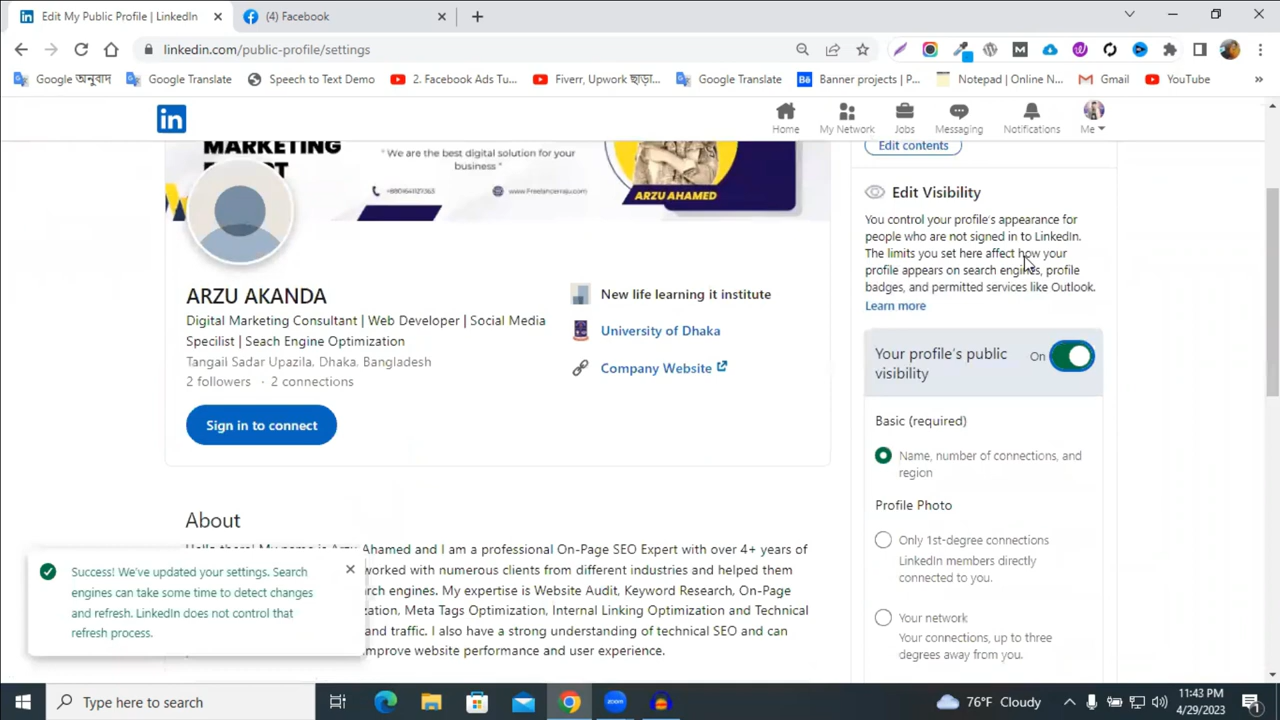 Edit My Public Profile | LinkedIn
(4) Facebook
linkedin.com/public-profile/settings
Google অনুবাদ
Google Translate
Speech to Text Demo
2. Facebook Ads Tu...
Fiverr, Upwork ছাড়া...
Google Translate
Banner projects | P...
Notepad | Online N...
Gmail
YouTube
»
in
Home
My Network
Jobs
Messaging
Notifications
Me
MARKETING
" We are the best digital solution for your
business "
www.Freelancerraju.com
ARZU AHAMED
ARZU AKANDA
Digital Marketing Consultant | Web Developer | Social Media
Specilist | Seach Engine Optimization
Tangail Sadar Upazila, Dhaka, Bangladesh
2 followers · 2 connections
Sign in to connect
New life learning it institute
University of Dhaka
Company Website
About
Ahamed and I am a professional On-Page SEO Expert with over 4+ years of
worked with numerous clients from different industries and helped them
rch engines. My expertise is Website Audit, Keyword Research, On-Page
zation, Meta Tags Optimization, Internal Linking Optimization and Technical
and traffic. I also have a strong understanding of technical SEO and can
improve website performance and user experience.
Success! We've updated your settings. Search
engines can take some time to detect changes
and refresh. LinkedIn does not control that
refresh process.
Edit contents
Edit Visibility
You control your profile's appearance for
people who are not signed in to LinkedIn.
The limits you set here affect how your
profile appears on search engines, profile
badges, and permitted services like Outlook.
Learn more
Your profile's public
visibility
On
Basic (required)
Name, number of connections, and
region
Profile Photo
Only 1st-degree connections
LinkedIn members directly
connected to you.
Your network
Your connections, up to three
degrees away from you.
Type here to search
zoom
76°F Cloudy
11:43 PM
4/29/2023
1